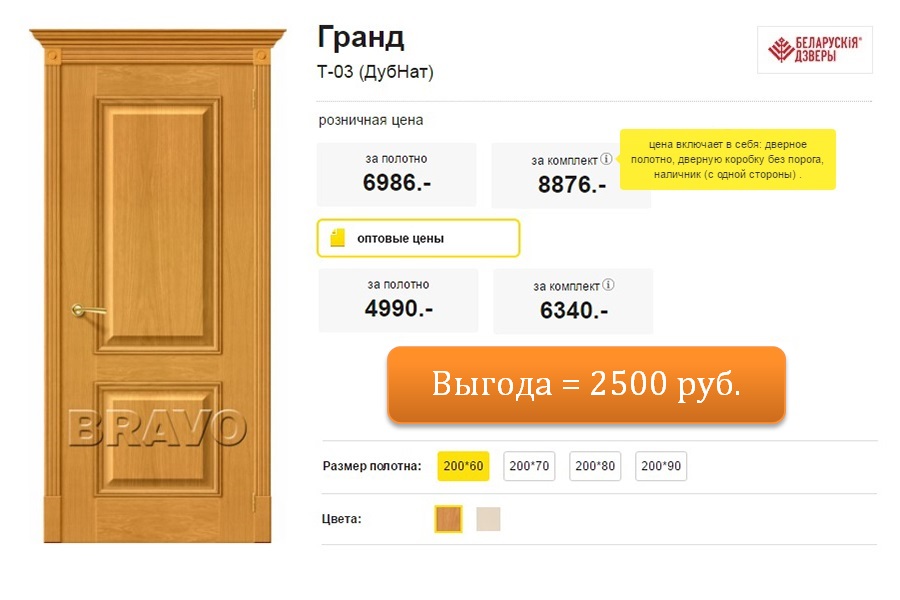 Гранд
Т-03 (ДубНат)
БЕЛАРУСКIЯ®
ДЗВЕРЫ
розничная цена
за полотно
6986.-
за комплект i
8876.-
цена включает в себя: дверное
полотно, дверную коробку без порога,
наличник (с одной стороны) .
оптовые цены
за полотно
4990.-
за комплект i
6340.-
Выгода = 2500 руб.
BRAVO
Размер полотна:
200*60
200*70
200*80
200*90
Цвета: